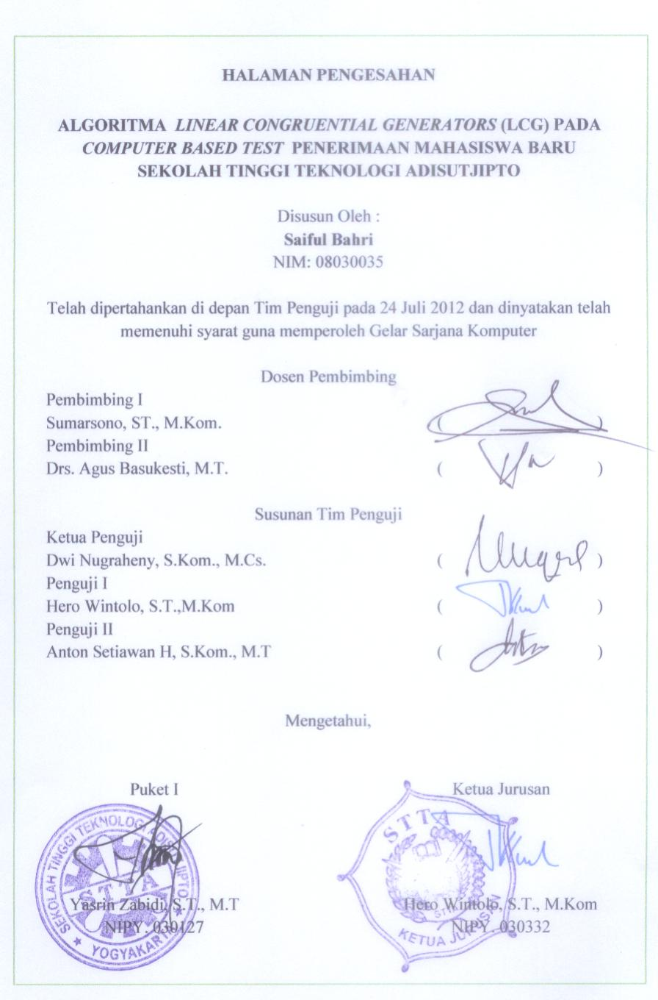 HALAMAN PENGESAHAN
ALGORITMA LINEAR CONGRUENTIAL GENERATORS (LCG) PADA
COMPUTER BASED TEST PENERIMAAN MAHASISWA BARU
SEKOLAH TINGGI TEKNOLOGI ADISUTJIPTO
Disusun Oleh :
Saiful Bahri
NIM: 08030035
Telah dipertahankan di depan Tim Penguji pada 24 Juli 2012 dan dinyatakan telah
memenuhi syarat guna memperoleh Gelar Sarjana Komputer
Dosen Pembimbing
Pembimbing I
Sumarsono, ST., M.Kom. ( )
Pembimbing II
Drs. Agus Basukesti, M.T. ( )
Susunan Tim Penguji
Ketua Penguji
Dwi Nugraheny, S.Kom., M.Cs. ( )
Penguji I
Hero Wintolo, S.T.,M.Kom ( )
Penguji II
Anton Setiawan H, S.Kom., M.T ( )
Mengetahui,
Puket I
SEKOLAH TINGGI TEKNOLOGI ADISUTJIPTO
STTA
YOGYAKARTA
Yasrin Zabidi, S.T., M.T
NIPY. 030127
Ketua Jurusan
STTA
Hero Wintolo, S.T., M.Kom
NIPY. 030332
KETUA JURUSAN